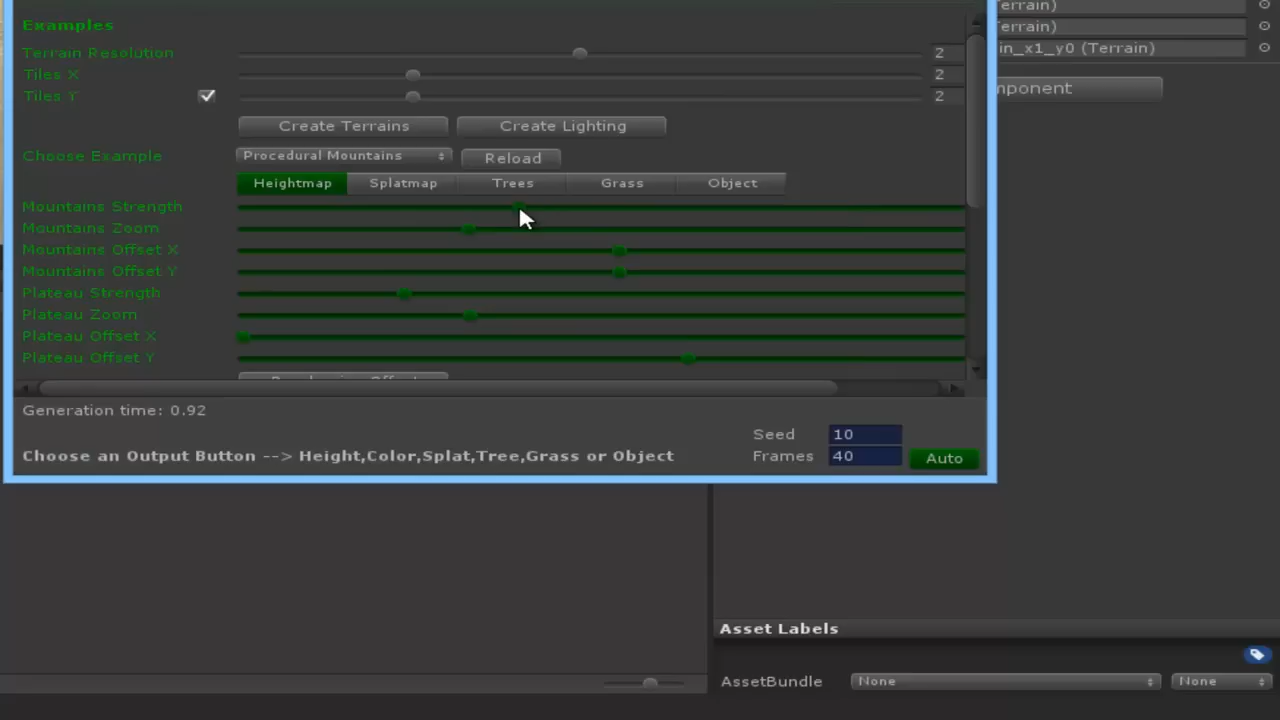 Examples
Terrain Resolution 2
Tiles X 2
Tiles Y 2
Create Terrains Create Lighting
Choose Example Procedural Mountains Reload
Heightmap Splatmap Trees Grass Object
Mountains Strength
Mountains Zoom
Mountains Offset X
Mountains Offset Y
Plateau Strength
Plateau Zoom
Plateau Offset X
Plateau Offset Y
Generation time: 0.92
Seed 10
Choose an Output Button --> Height,Color,Splat,Tree,Grass or Object
Frames 40 Auto
errain)
errain)
in_x1_y0 (Terrain)
mponent
Asset Labels
AssetBundle None None